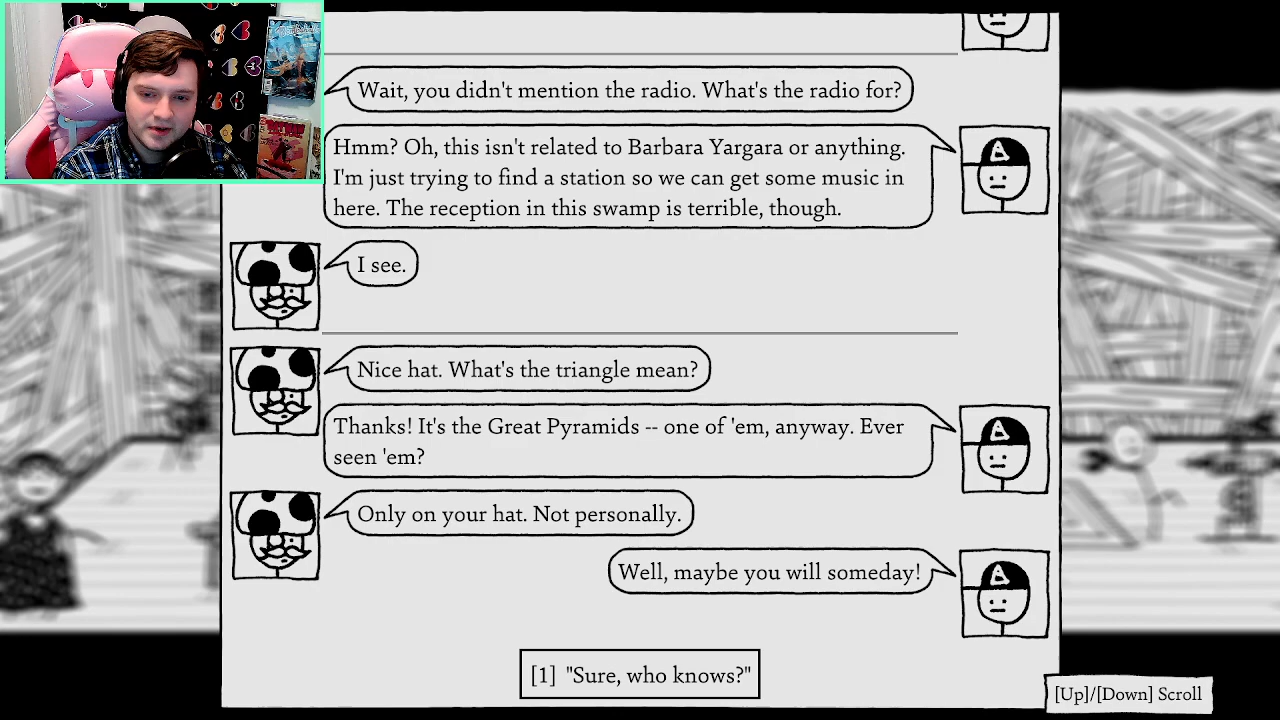 Wait, you didn't mention the radio. What's the radio for?
Hmm? Oh, this isn't related to Barbara Yargara or anything.
I'm just trying to find a station so we can get some music in
here. The reception in this swamp is terrible, though.
I see.
Nice hat. What's the triangle mean?
Thanks! It's the Great Pyramids -- one of 'em, anyway. Ever
seen 'em?
Only on your hat. Not personally.
Well, maybe you will someday!
[1] "Sure, who knows?"
[Up]/[Down] Scroll